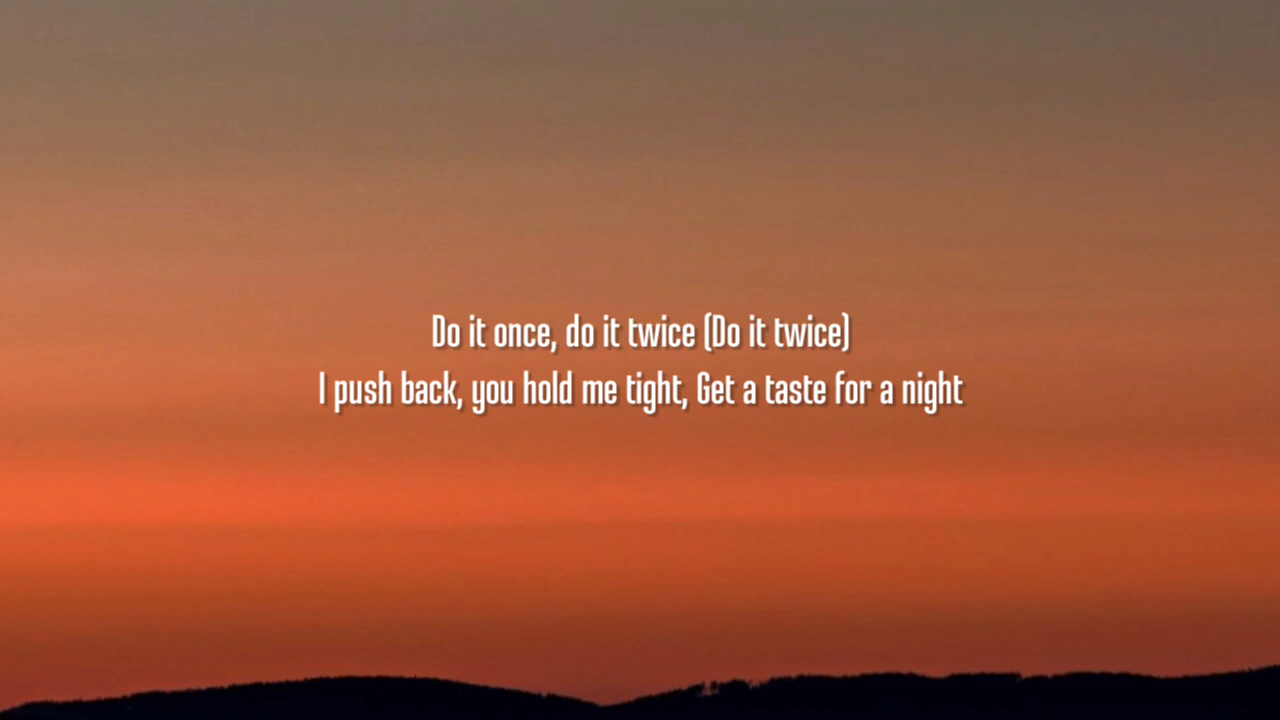 Do it once, do it twice (Do it twice)
I push back, you hold me tight, Get a taste for a night